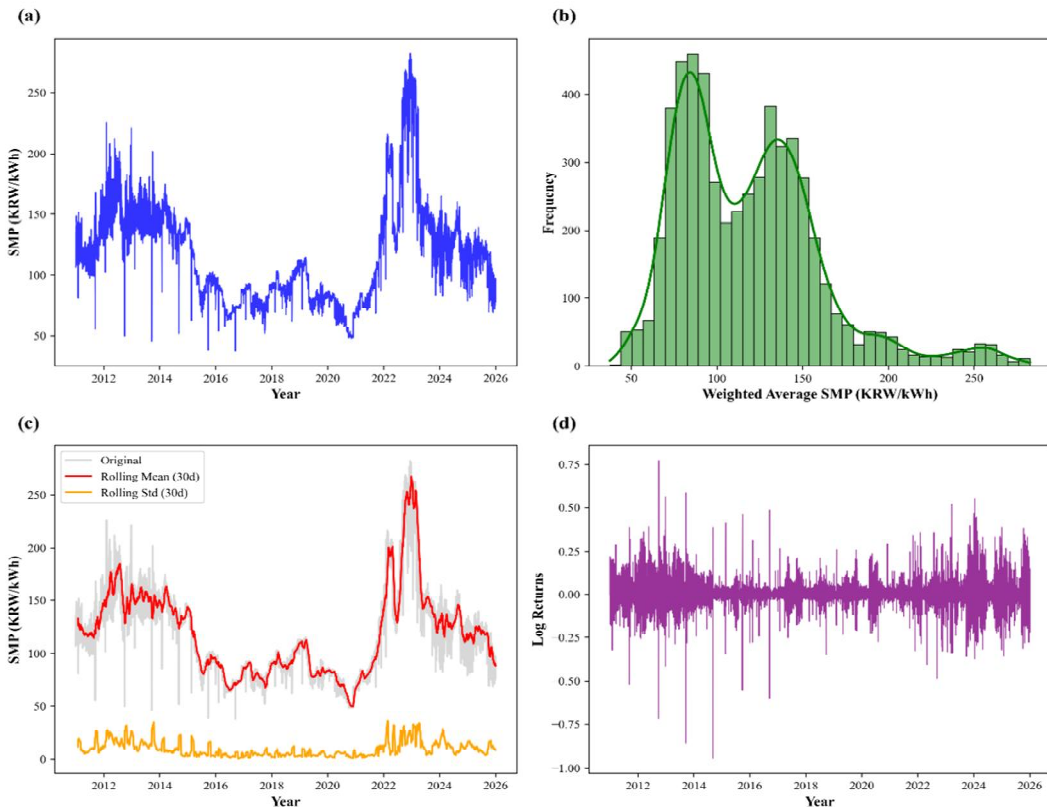 (a)
250
200
150
100
50
SMP (KRW/kWh)
2012 2014 2016 2018 2020 2022 2024 2026
Year
(b)
400
300
200
100
0
Frequency
50 100 150 200 250
Weighted Average SMP (KRW/kWh)
(c)
Original
Rolling Mean (30d)
Rolling Std (30d)
250
200
150
100
50
0
SMP (KRW/kWh)
2012 2014 2016 2018 2020 2022 2024 2026
Year
(d)
0.75
0.50
0.25
0.00
−0.25
−0.50
−0.75
−1.00
Log Returns
2012 2014 2016 2018 2020 2022 2024 2026
Year